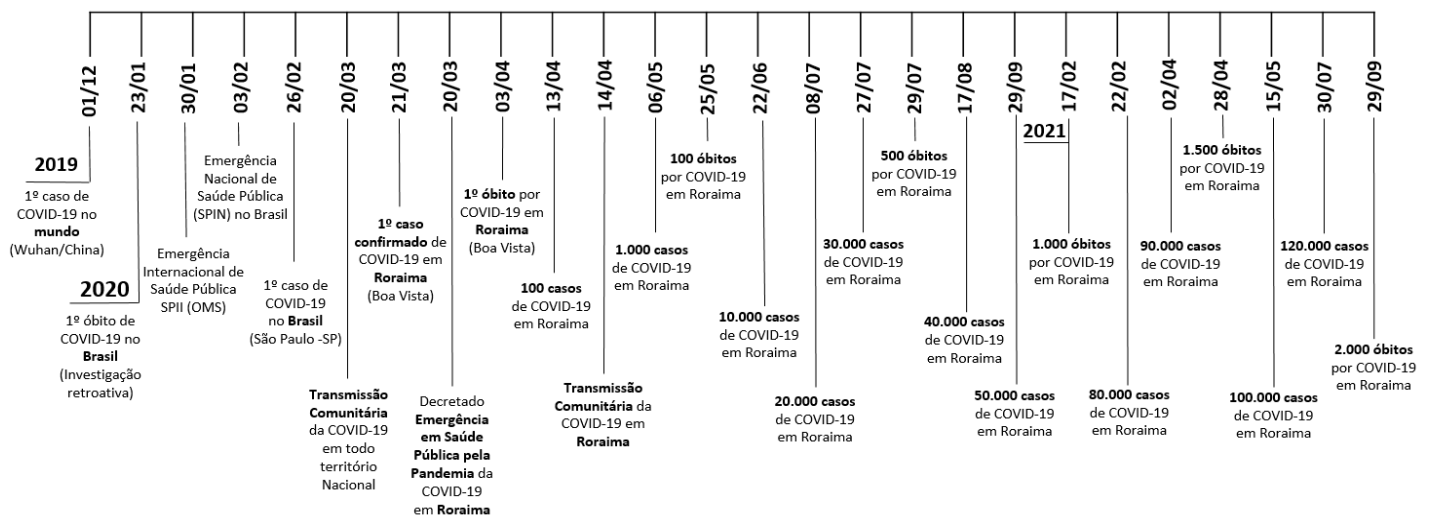 01/12
23/01
30/01
03/02
26/02
20/03
21/03
20/03
03/04
13/04
14/04
06/05
25/05
22/06
08/07
27/07
29/07
17/08
29/09
17/02
22/02
02/04
28/04
15/05
30/07
29/09
2019
1º caso de
COVID-19 no
mundo
(Wuhan/China)
2020
1º óbito de
COVID-19 no
Brasil
(Investigação
retroativa)
Emergência
Internacional de
Saúde Pública
SPII (OMS)
Emergência
Nacional de
Saúde Pública
(SPIN) no Brasil
1º caso de
COVID-19
no Brasil
(São Paulo -SP)
Transmissão
Comunitária
da COVID-19
em todo
território
Nacional
1º caso
confirmado de
COVID-19 em
Roraima
(Boa Vista)
Decretado
Emergência
em Saúde
Pública pela
Pandemia da
COVID-19
em Roraima
1º óbito por
COVID-19 em
Roraima
(Boa Vista)
100 casos
de COVID-19
em Roraima
Transmissão
Comunitária da
COVID-19 em
Roraima
1.000 casos
de COVID-19
em Roraima
100 óbitos
por COVID-19
em Roraima
10.000 casos
de COVID-19
em Roraima
20.000 casos
de COVID-19
em Roraima
30.000 casos
de COVID-19
em Roraima
500 óbitos
por COVID-19
em Roraima
40.000 casos
de COVID-19
em Roraima
50.000 casos
de COVID-19
em Roraima
2021
1.000 óbitos
por COVID-19
em Roraima
80.000 casos
de COVID-19
em Roraima
90.000 casos
de COVID-19
em Roraima
1.500 óbitos
por COVID-19
em Roraima
100.000 casos
de COVID-19
em Roraima
120.000 casos
de COVID-19
em Roraima
2.000 óbitos
por COVID-19
em Roraima